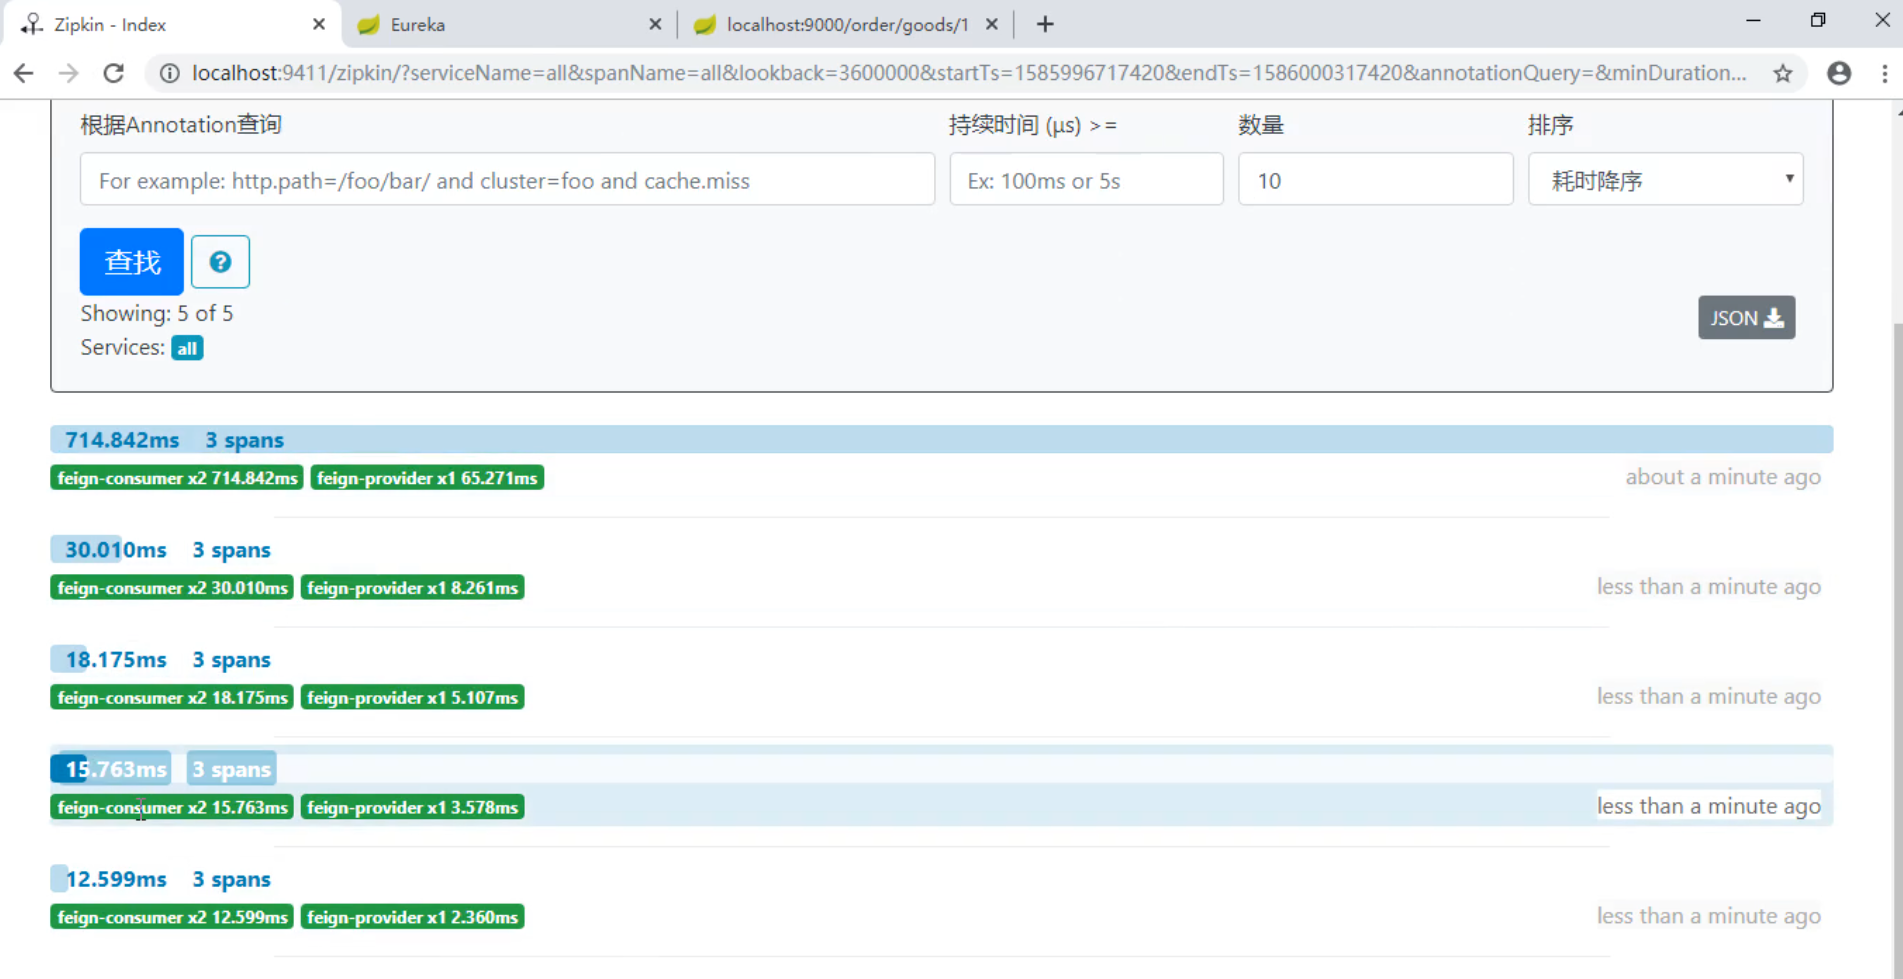 Zipkin - Index
Eureka
localhost:9000/order/goods/1
localhost:9411/zipkin/?serviceName=all&spanName=all&lookback=3600000&startTs=1585996717420&endTs=1586000317420&annotationQuery=&minDuration...
根据Annotation查询 持续时间 (μs) >= 数量 排序
For example: http.path=/foo/bar/ and cluster=foo and cache.miss Ex: 100ms or 5s 10 耗时降序
查找
Showing: 5 of 5
JSON
Services: all
714.842ms 3 spans
feign-consumer x2 714.842ms feign-provider x1 65.271ms about a minute ago
30.010ms 3 spans
feign-consumer x2 30.010ms feign-provider x1 8.261ms less than a minute ago
18.175ms 3 spans
feign-consumer x2 18.175ms feign-provider x1 5.107ms less than a minute ago
15.763ms 3 spans
feign-consumer x2 15.763ms feign-provider x1 3.578ms less than a minute ago
12.599ms 3 spans
feign-consumer x2 12.599ms feign-provider x1 2.360ms less than a minute ago